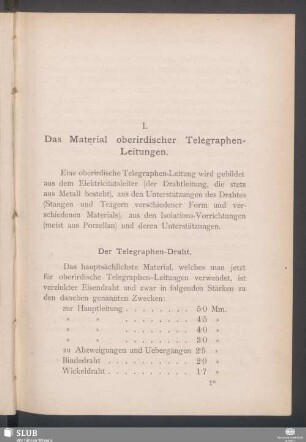 I.
Das Material oberirdischer Telegraphen-
Leitungen.
Eine oberirdische Telegraphen-Leitung wird gebildet
aus dem Elektricitätsleiter (der Drahtleitung, die stets
aus Metall besteht), aus den Unterstützungen des Drahtes
(Stangen und Trägern verschiedener Form und ver-
schiedenen Materials), aus den Isolations-Vorrichtungen
(meist aus Porzellan) und deren Unterstützungen.
Der Telegraphen-Draht.
Das hauptsächlichste Material, welches man jetzt
für oberirdische Telegraphen-Leitungen verwendet, ist
verzinkter Eisendraht und zwar in folgenden Stärken zu
den daneben genannten Zwecken:
zur Hauptleitung . . . . . . . . 5·0 Mm.
" " . . . . . . . . 4·5 "
" " . . . . . . . . 4·0 "
" " . . . . . . . . 3·0 "
zu Abzweigungen und Uebergangen 2·5 "
Bindedraht . . . . . . . . . 2·0 "
Wickeldraht . . . . . . . . . 1·7 "
1*
SLUB
Wir führen Wissen.